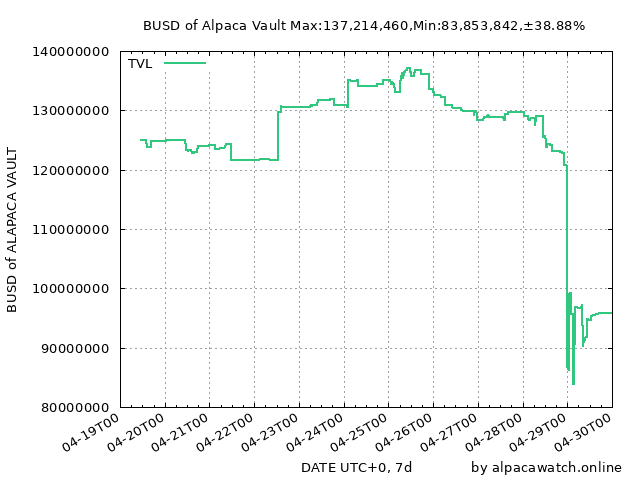 BUSD of Alpaca Vault Max:137,214,460,Min:83,853,842,±38.88%
TVL
BUSD of ALAPACA VAULT
140000000
130000000
120000000
110000000
100000000
90000000
80000000
04-19T00
04-20T00
04-21T00
04-22T00
04-23T00
04-24T00
04-25T00
04-26T00
04-27T00
04-28T00
04-29T00
04-30T00
DATE UTC+0, 7d
by alpacawatch.online